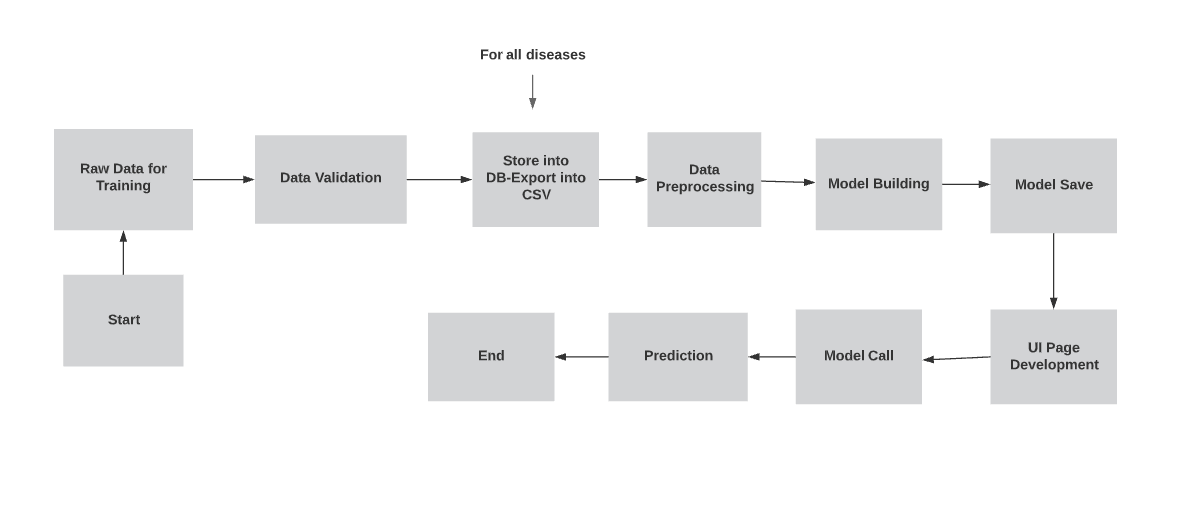 For all diseases
Raw Data for
Training
Data Validation
Store into
DB-Export into
CSV
Data
Preprocessing
Model Building
Model Save
Start
End
Prediction
Model Call
UI Page
Development